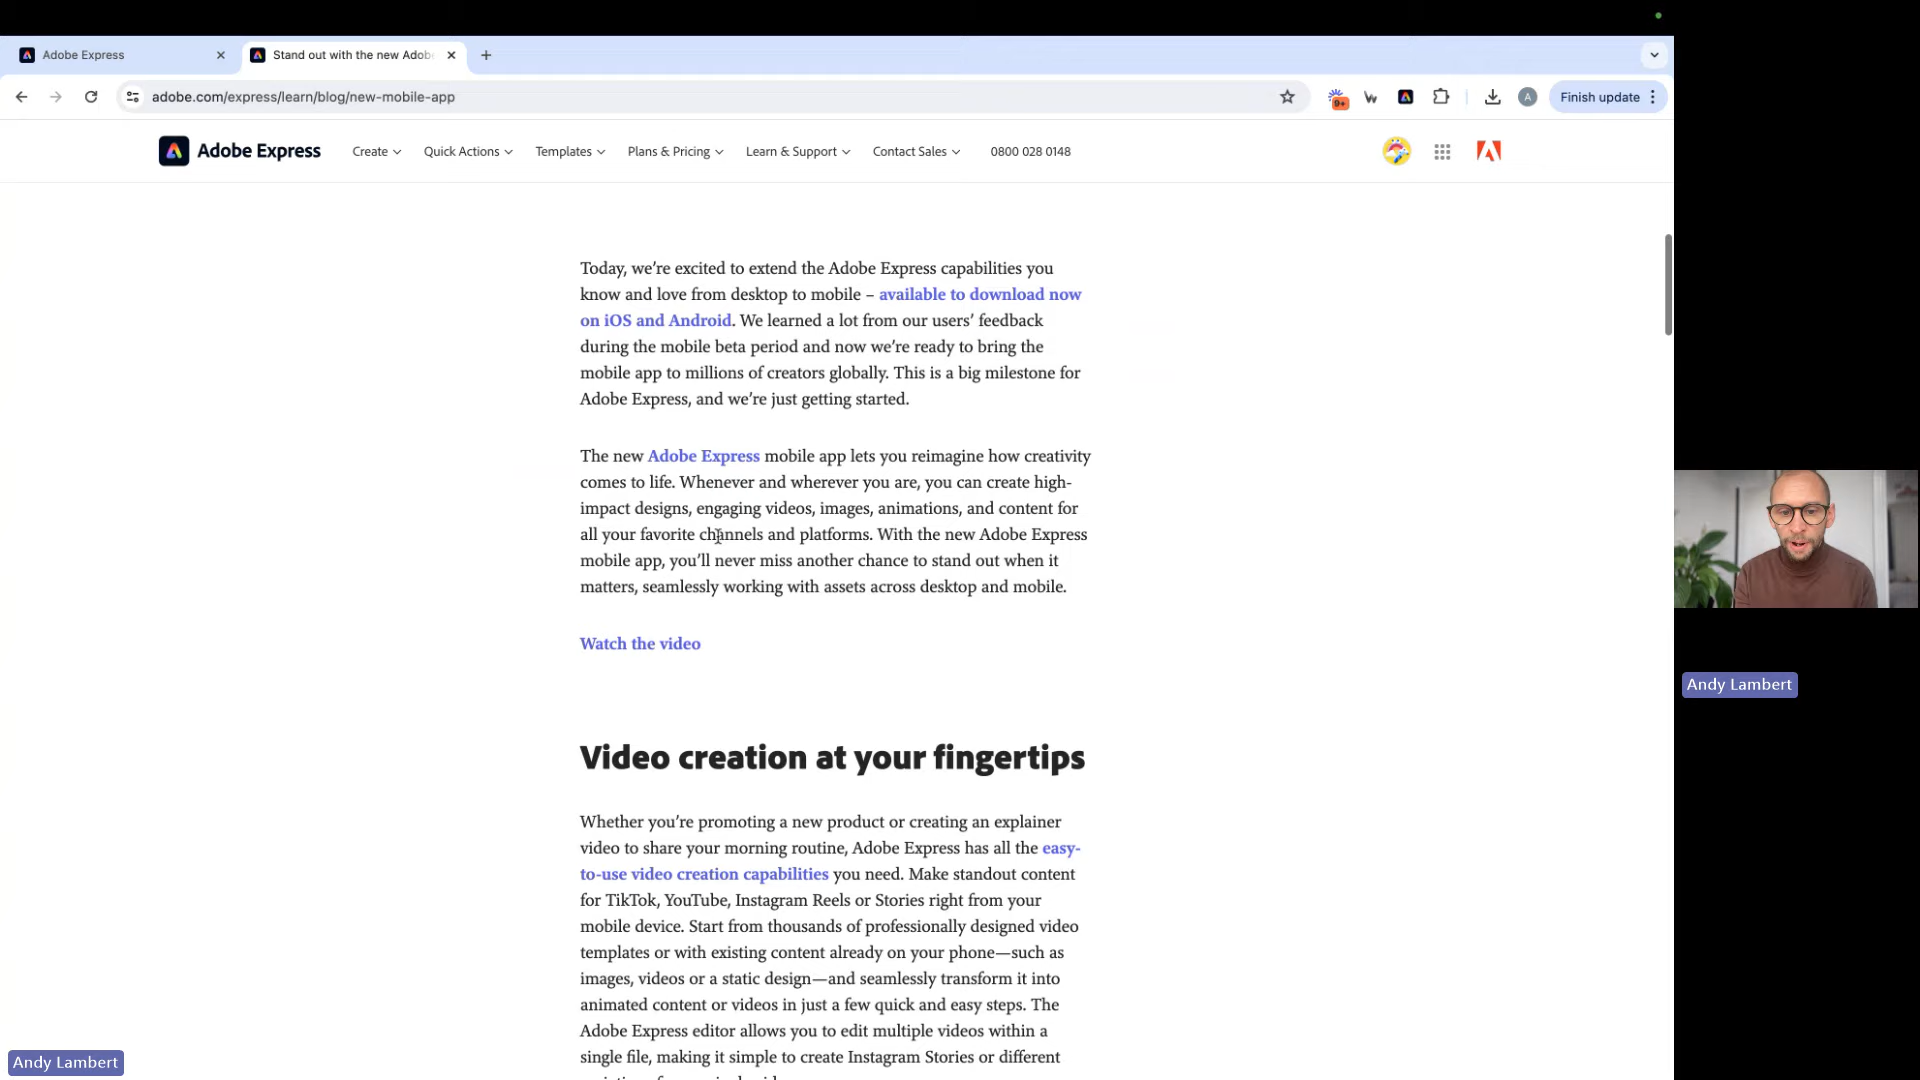 Adobe Express
Stand out with the new Adob
adobe.com/express/learn/blog/new-mobile-app
9+
A
Finish update
Adobe Express
Create
Quick Actions
Templates
Plans & Pricing
Learn & Support
Contact Sales
0800 028 0148
Today, we’re excited to extend the Adobe Express capabilities you
know and love from desktop to mobile – available to download now
on iOS and Android. We learned a lot from our users’ feedback
during the mobile beta period and now we’re ready to bring the
mobile app to millions of creators globally. This is a big milestone for
Adobe Express, and we’re just getting started.
The new Adobe Express mobile app lets you reimagine how creativity
comes to life. Whenever and wherever you are, you can create high-
impact designs, engaging videos, images, animations, and content for
all your favorite channels and platforms. With the new Adobe Express
mobile app, you’ll never miss another chance to stand out when it
matters, seamlessly working with assets across desktop and mobile.
Watch the video
Video creation at your fingertips
Whether you’re promoting a new product or creating an explainer
video to share your morning routine, Adobe Express has all the easy-
to-use video creation capabilities you need. Make standout content
for TikTok, YouTube, Instagram Reels or Stories right from your
mobile device. Start from thousands of professionally designed video
templates or with existing content already on your phone—such as
images, videos or a static design—and seamlessly transform it into
animated content or videos in just a few quick and easy steps. The
Adobe Express editor allows you to edit multiple videos within a
single file, making it simple to create Instagram Stories or different
Andy Lambert
Andy Lambert